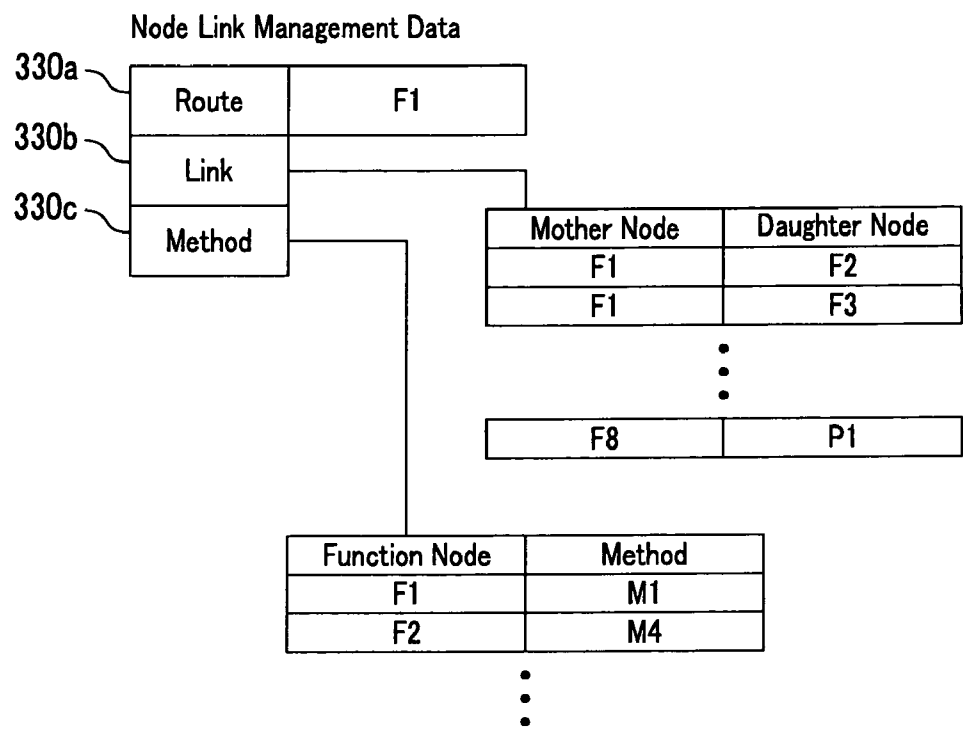 Node Link Management Data
330a
Route F1
330b
Link
330c
Method
Mother Node Daughter Node
F1 F2
F1 F3
F8 P1
Function Node Method
F1 M1
F2 M4